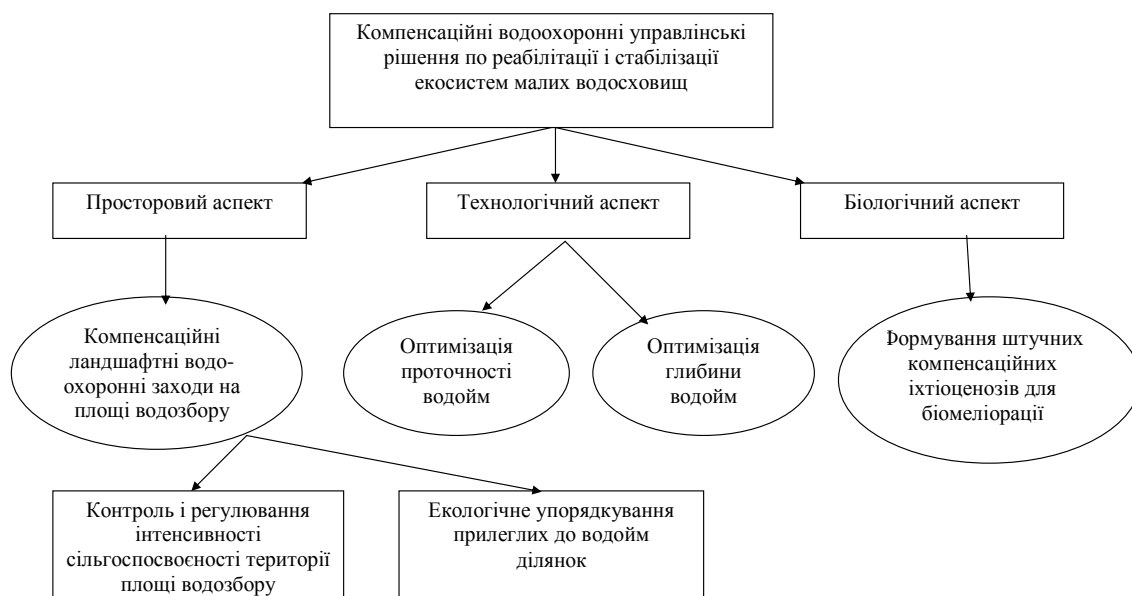 Компенсаційні водоохоронні управлінські
рішення по реабілітації і стабілізації
екосистем малих водосховищ
Просторовий аспект
Технологічний аспект
Біологічний аспект
Компенсаційні
ландшафтні водо-
охоронні заходи на
площі водозбору
Оптимізація
проточності
водойм
Оптимізація
глибини
водойм
Формування штучних
компенсаційних
іхтіоценозів для
біомеліорації
Контроль і регулювання
інтенсивності
сільгоспосвоєності території
площі водозбору
Екологічне упорядкування
прилеглих до водойм
ділянок